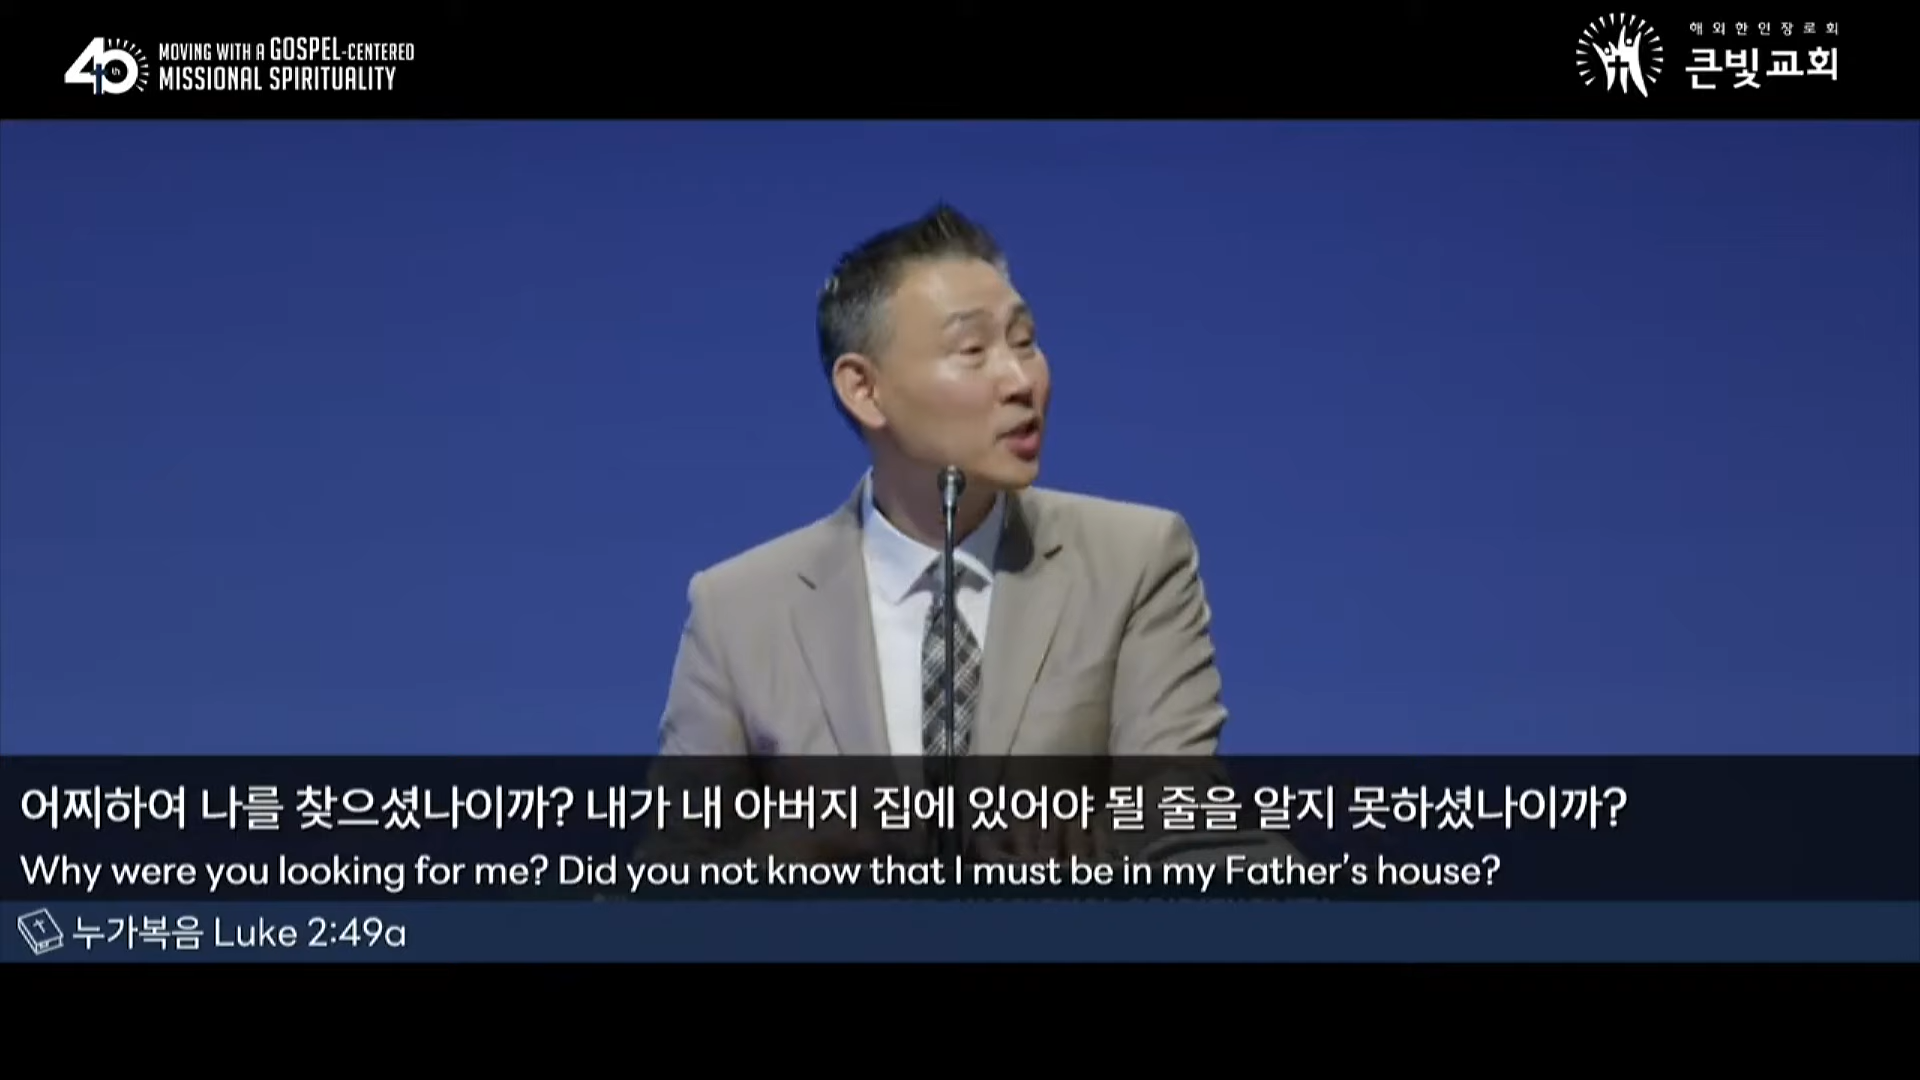 40th
MOVING WITH A GOSPEL-CENTERED
MISSIONAL SPIRITUALITY
해외한인장로회
큰빛교회
어찌하여 나를 찾으셨나이까? 내가 내 아버지 집에 있어야 될 줄을 알지 못하셨나이까?
Why were you looking for me? Did you not know that I must be in my Father's house?
누가복음 Luke 2:49a